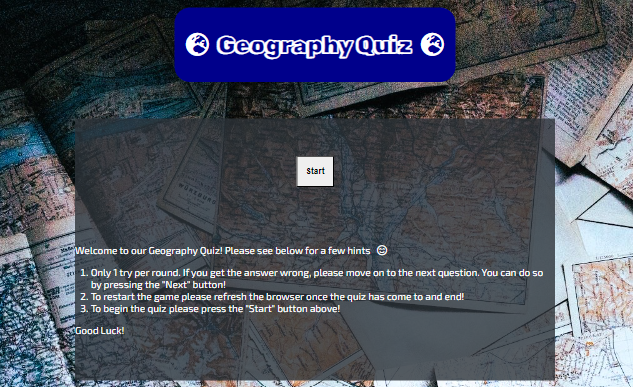 Geography Quiz
Start
Welcome to our Geography Quiz! Please see below for a few hints 😊
1. Only 1 try per round. If you get the answer wrong, please move on to the next question. You can do so
by pressing the "Next" button!
2. To restart the game please refresh the browser once the quiz has come to and end!
3. To begin the quiz please press the "Start" button above!
Good Luck!